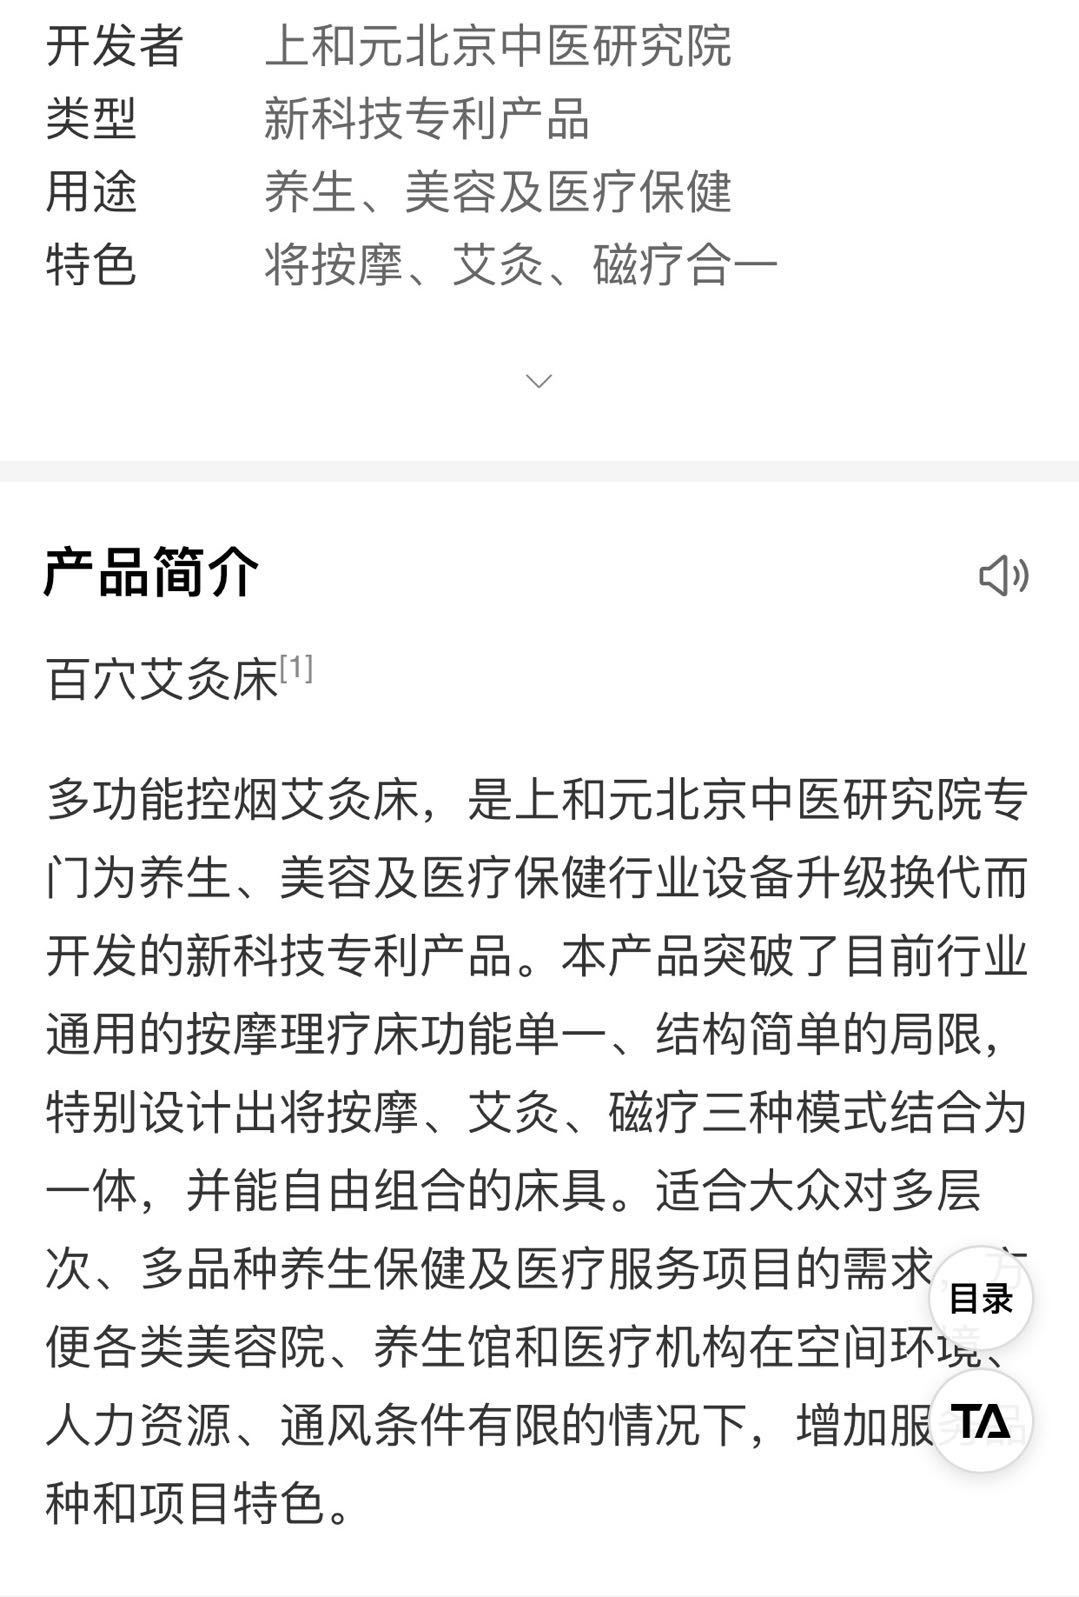 开发者 上和元北京中医研究院
类型 新科技专利产品
用途 养生、美容及医疗保健
特色 将按摩、艾灸、磁疗合一
产品简介
百穴艾灸床[1]
多功能控烟艾灸床，是上和元北京中医研究院专
门为养生、美容及医疗保健行业设备升级换代而
开发的新科技专利产品。本产品突破了目前行业
通用的按摩理疗床功能单一、结构简单的局限，
特别设计出将按摩、艾灸、磁疗三种模式结合为
一体，并能自由组合的床具。适合大众对多层
次、多品种养生保健及医疗服务项目的需求，方
便各类美容院、养生馆和医疗机构在空间环境、
人力资源、通风条件有限的情况下，增加服务品
种和项目特色。
目录
TA